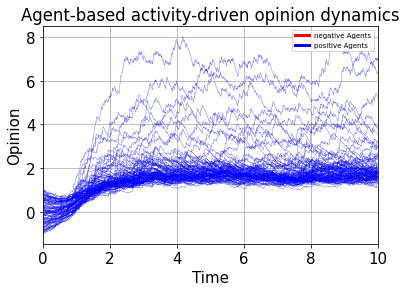 Agent-based activity-driven opinion dynamics
negative Agents
positive Agents
Opinion
8
6
4
2
0
0 2 4 6 8 10
Time